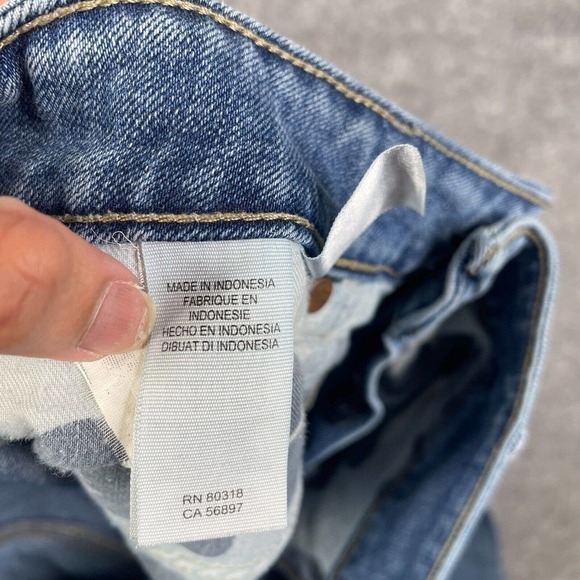 MADE IN INDONESIA
FABRIQUE EN
INDONESIE
HECHO EN INDONESIA
DIBUAT DI INDONESIA
RN 80318
CA 56897